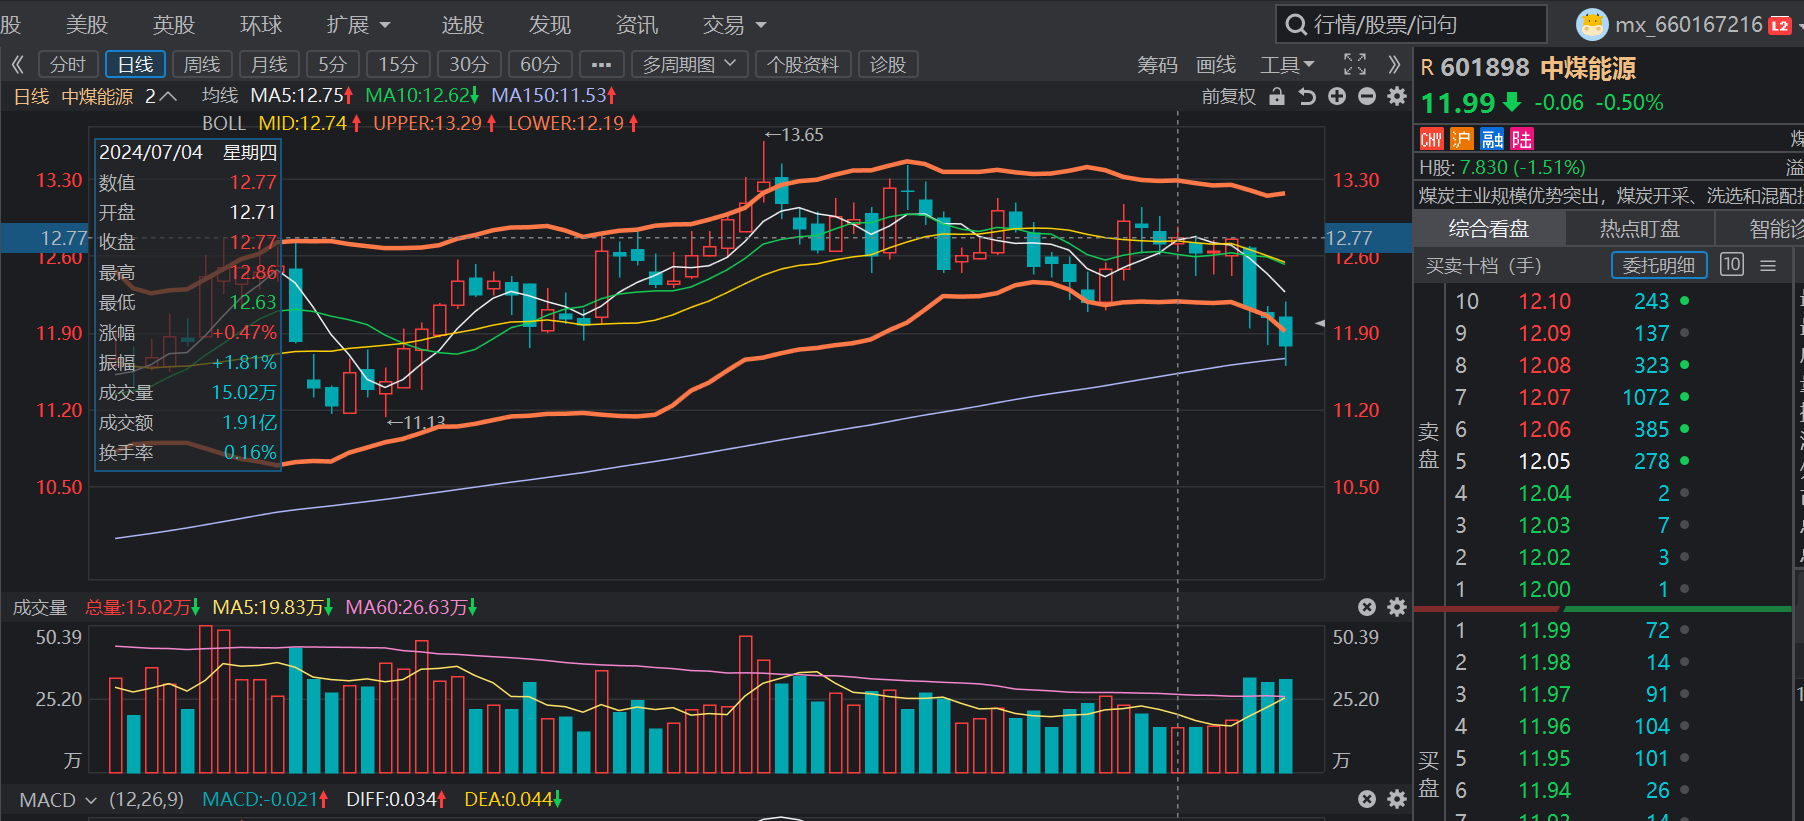 股 美股 英股 环球 扩展 选股 发现 资讯 交易 行情/股票/问句 mx_660167216 L2
分时 日线 周线 月线 5分 15分 30分 60分 ••• 多周期图 个股资料 诊股 筹码 画线 工具
日线 中煤能源 2 均线 MA5:12.75 MA10:12.62 MA150:11.53 前复权
BOLL MID:12.74 UPPER:13.29 LOWER:12.19
2024/07/04 星期四
数值 12.77
开盘 12.71
收盘 12.77
最高 12.86
最低 12.63
涨幅 +0.47%
振幅 +1.81%
成交量 15.02万
成交额 1.91亿
换手率 0.16%
13.30
12.77
12.60
11.90
11.20
10.50
13.65
11.13
13.30
12.77
12.60
11.90
11.20
10.50
成交量 总量:15.02万 MA5:19.83万 MA60:26.63万
50.39
25.20
万
50.39
25.20
万
MACD (12,26,9) MACD:-0.021 DIFF:0.034 DEA:0.044
R 601898 中煤能源
11.99 -0.06 -0.50%
CNY 沪 融 陆 煤
H股: 7.830 (-1.51%) 溢
煤炭主业规模优势突出，煤炭开采、洗选和混配技
综合看盘 热点盯盘 智能诊
买卖十档（手） 委托明细 10
卖盘
10 12.10 243
9 12.09 137
8 12.08 323
7 12.07 1072
6 12.06 385
5 12.05 278
4 12.04 2
3 12.03 7
2 12.02 3
1 12.00 1
买盘
1 11.99 72
2 11.98 14
3 11.97 91
4 11.96 104
5 11.95 101
6 11.94 26
7 11.93 14